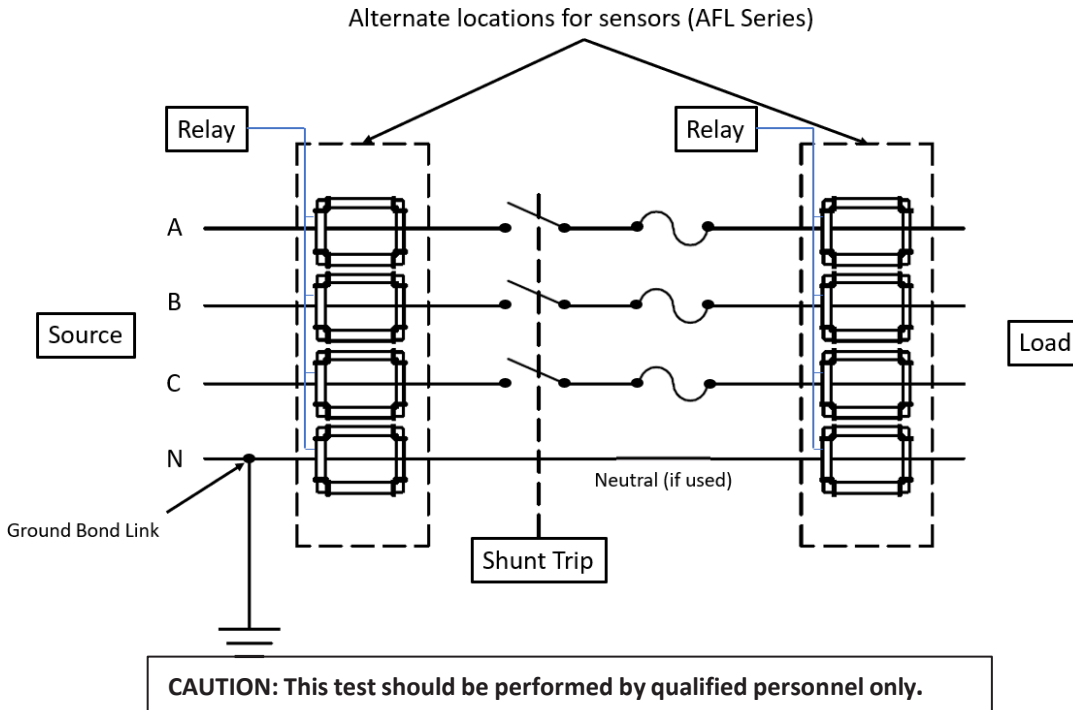 Alternate locations for sensors (AFL Series)
Relay
Relay
A
B
Source
Load
C
N
Neutral (if used)
Ground Bond Link
Shunt Trip
CAUTION: This test should be performed by qualified personnel only.